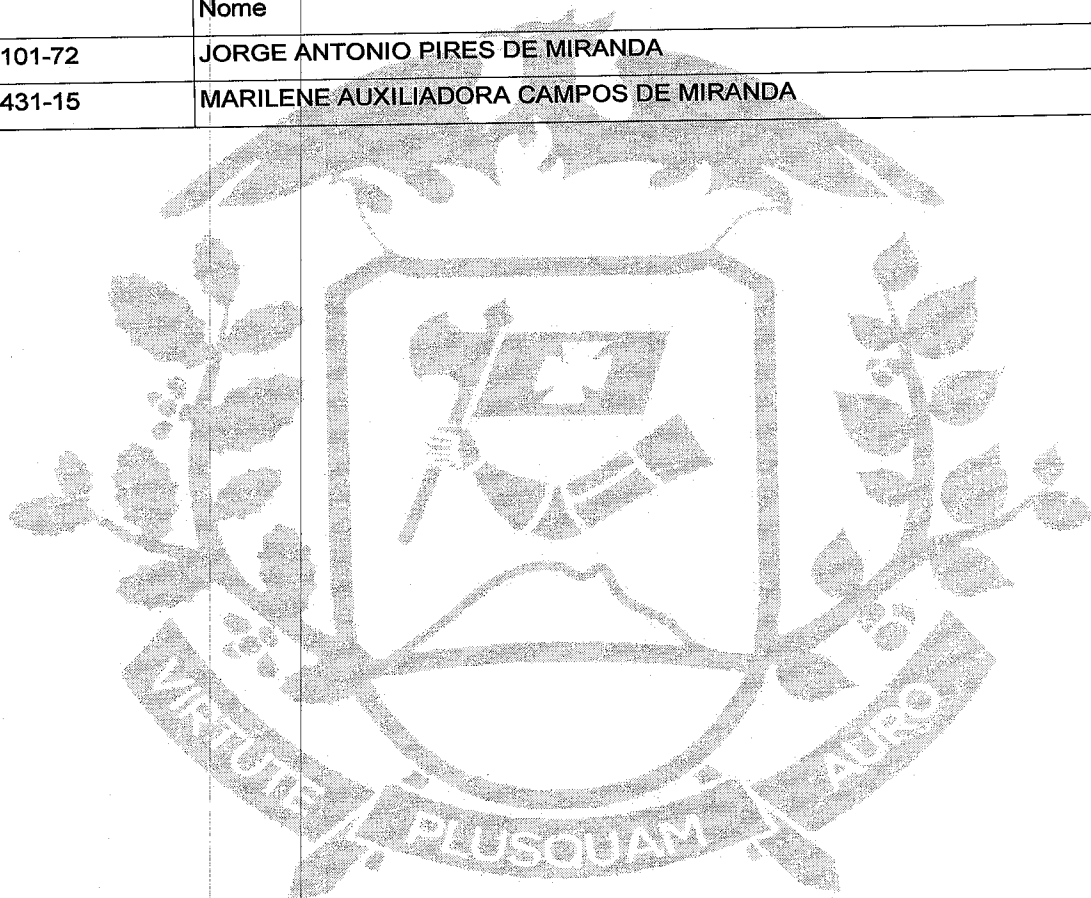 Nome
101-72 JORGE ANTONIO PIRES DE MIRANDA
431-15 MARILENE AUXILIADORA CAMPOS DE MIRANDA
VIRTUTE PLUSQUAM AURO